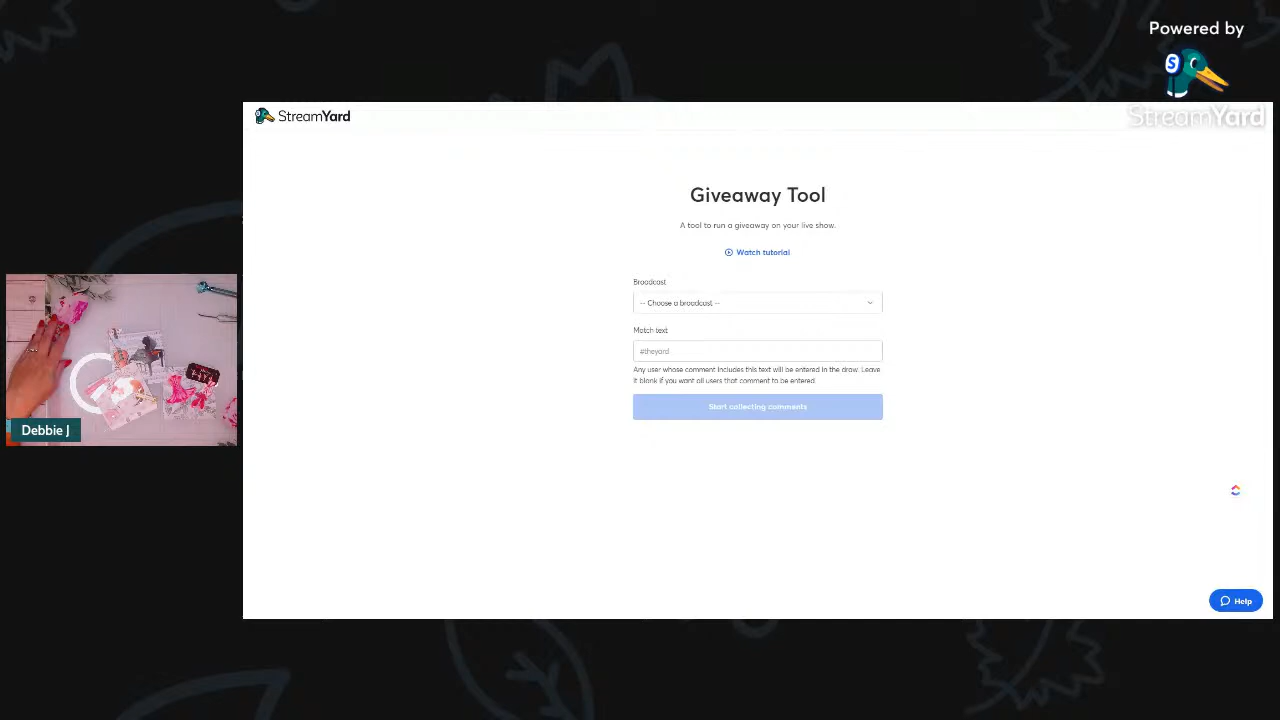 Powered by
StreamYard
StreamYard
Giveaway Tool
A tool to run a giveaway on your live show.
Watch tutorial
Broadcast
-- Choose a broadcast --
Match text
#theyard
Any user whose comment includes this text will be entered in the draw. Leave
it blank if you want all users that comment to be entered.
Start collecting comments
Debbie J
Help